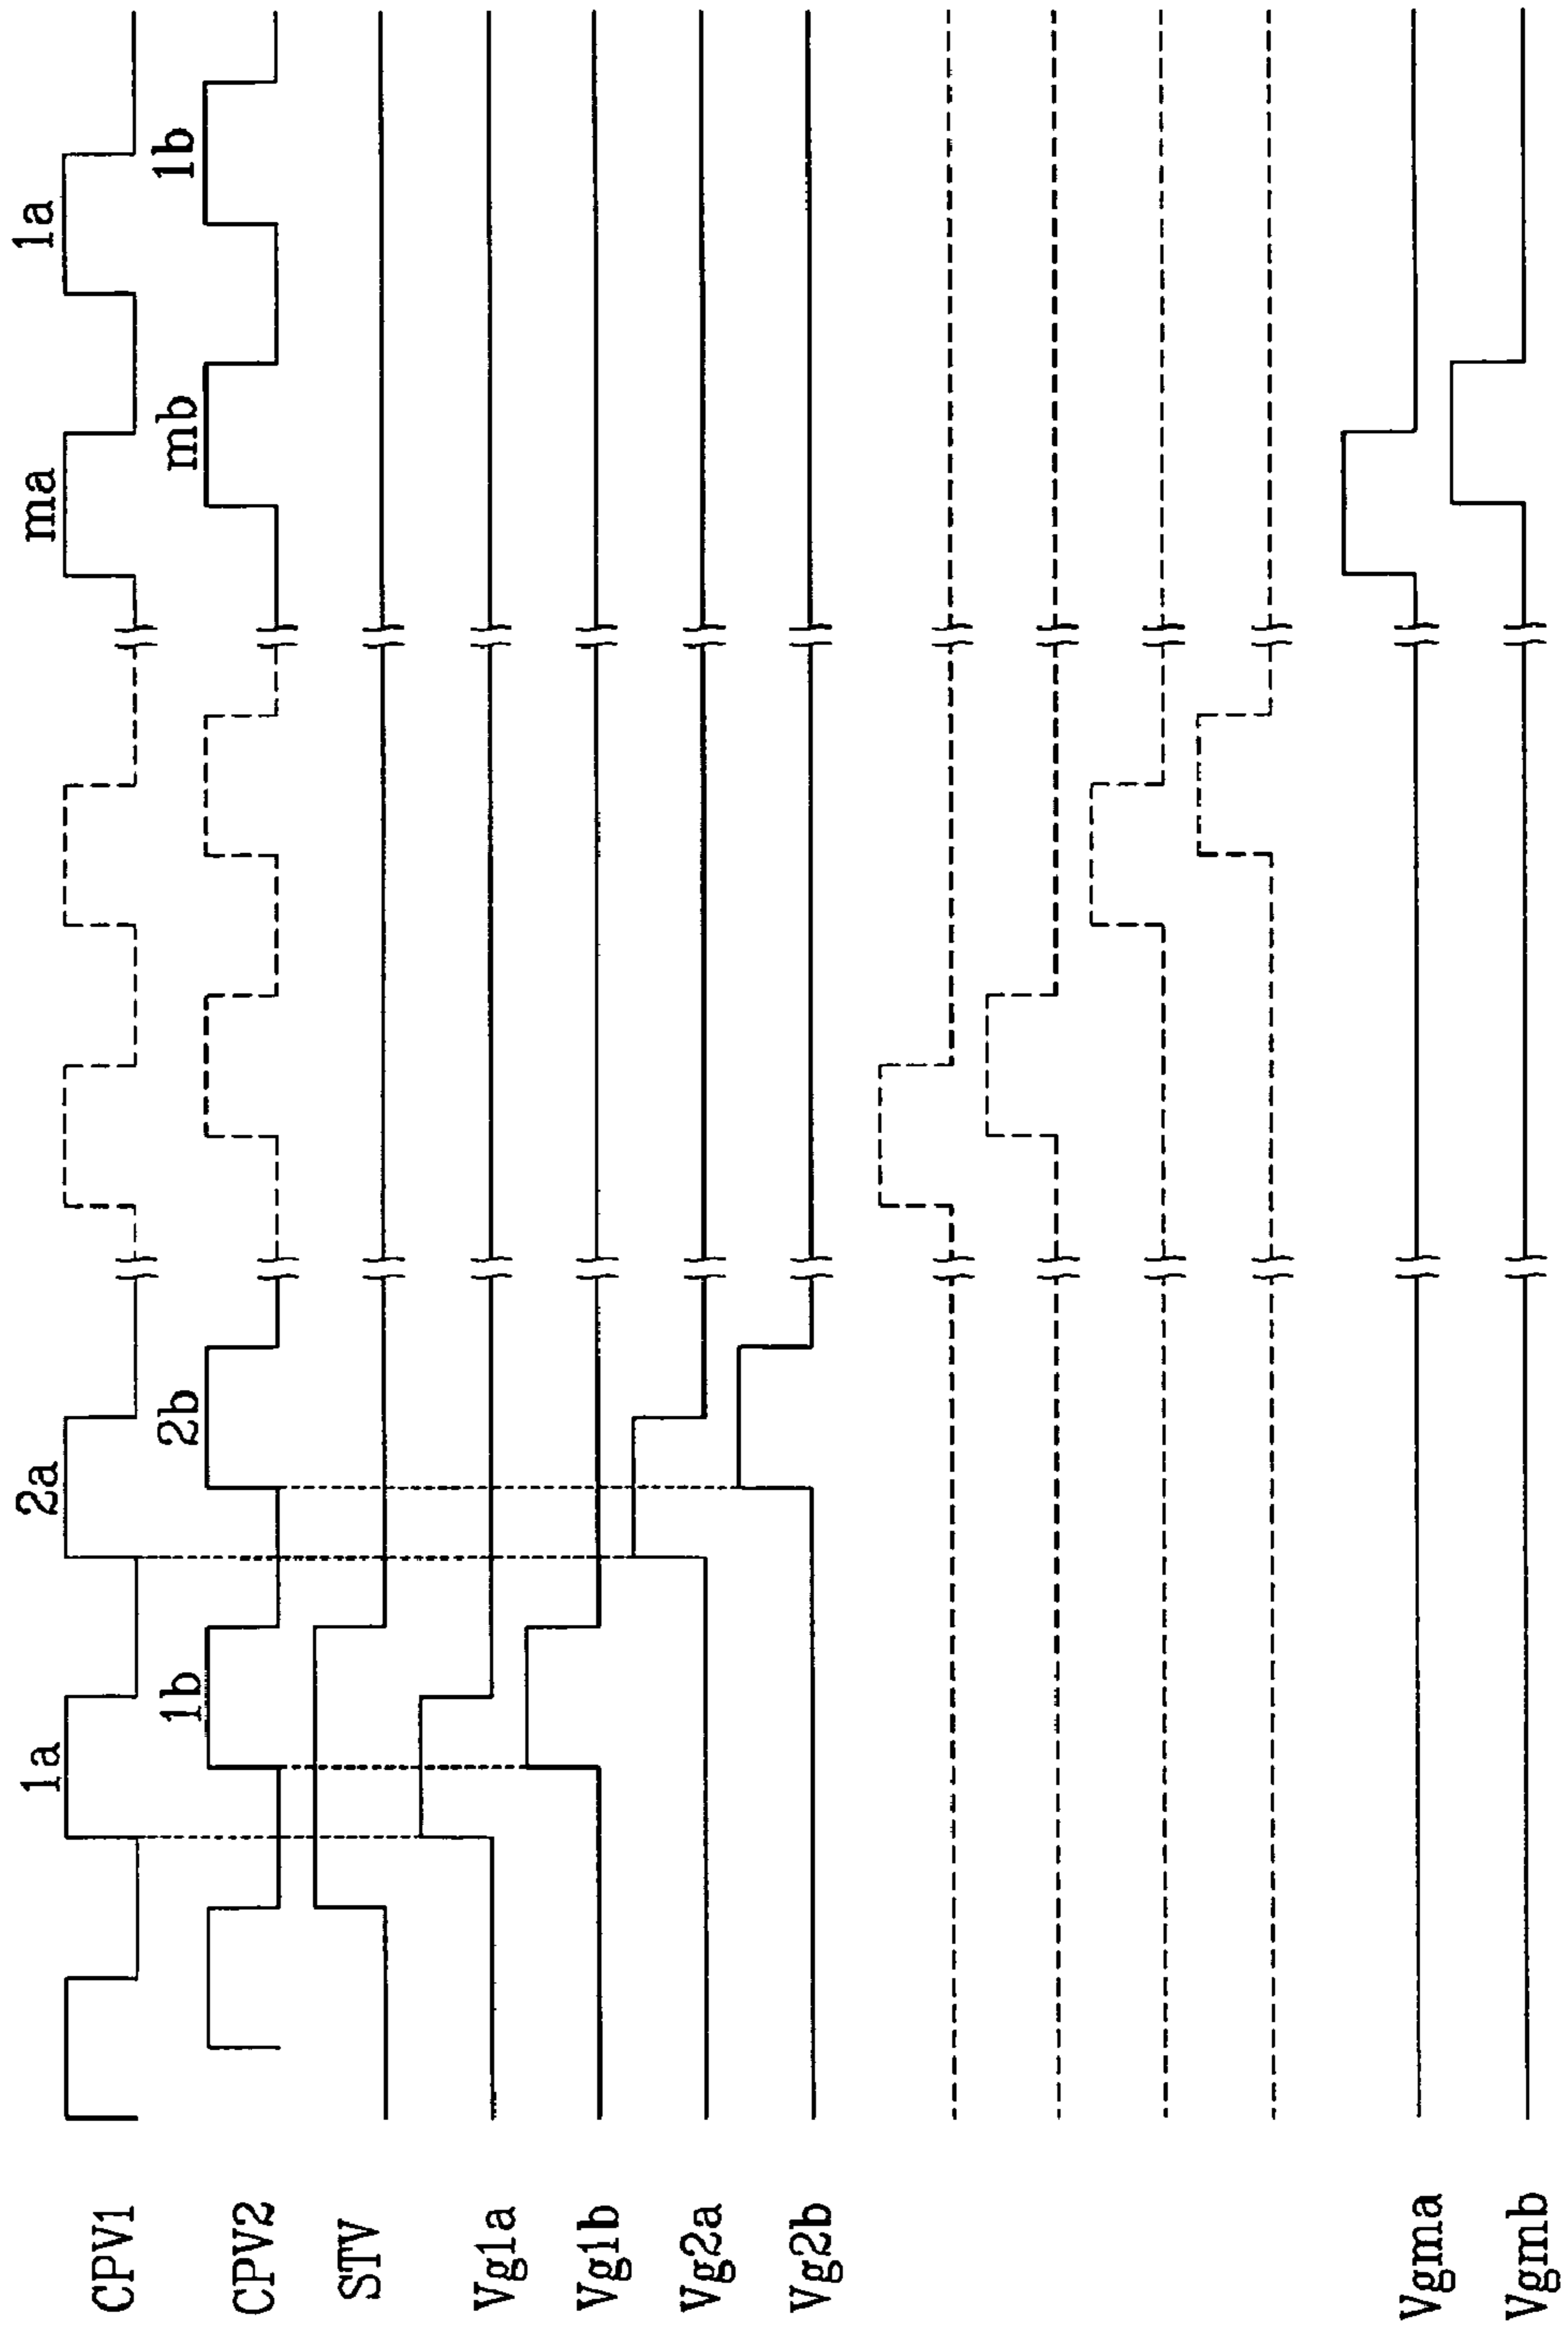 1a 2a ma 1a
CPV1
1b 2b mb 1b
CPV2
STV
Vg1a
Vg1b
Vg2a
Vg2b
Vgma
Vgmb